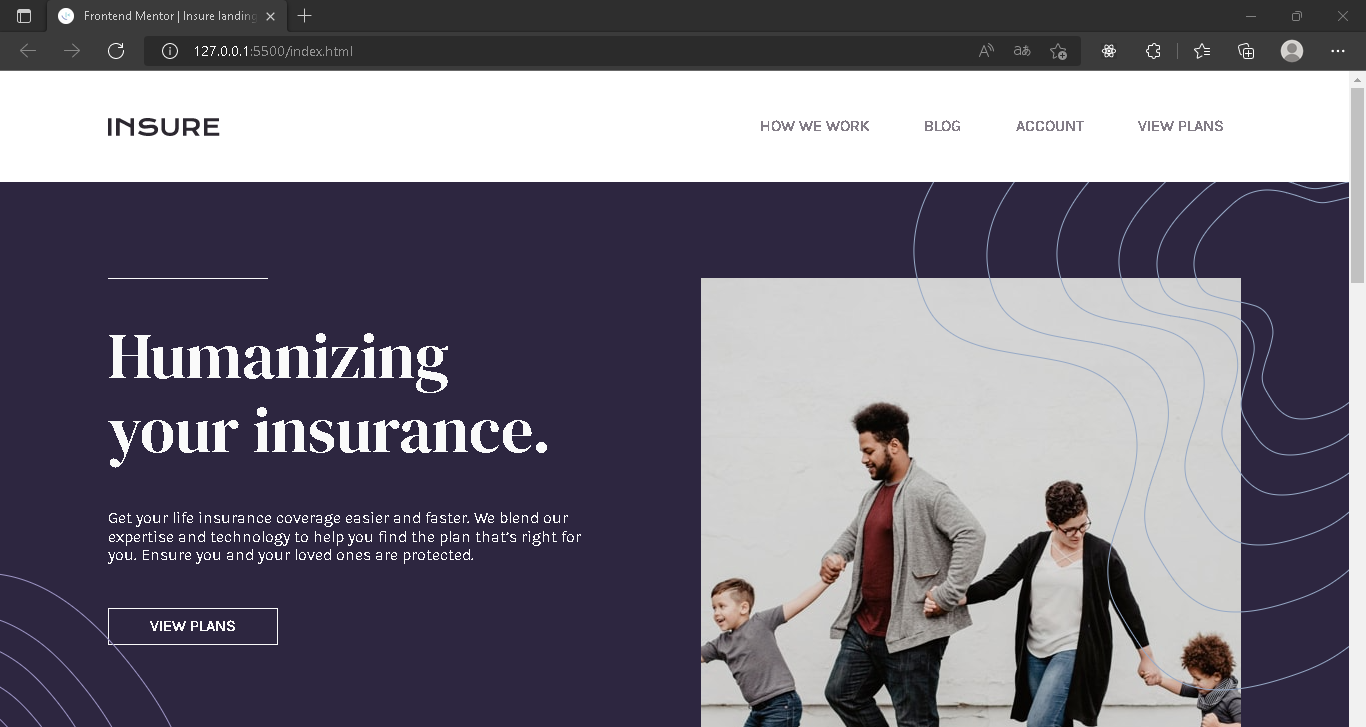 Frontend Mentor | Insure landing
127.0.0.1:5500/index.html
aあ
INSURE
HOW WE WORK BLOG ACCOUNT VIEW PLANS
Humanizing
your insurance.
Get your life insurance coverage easier and faster. We blend our
expertise and technology to help you find the plan that’s right for
you. Ensure you and your loved ones are protected.
VIEW PLANS